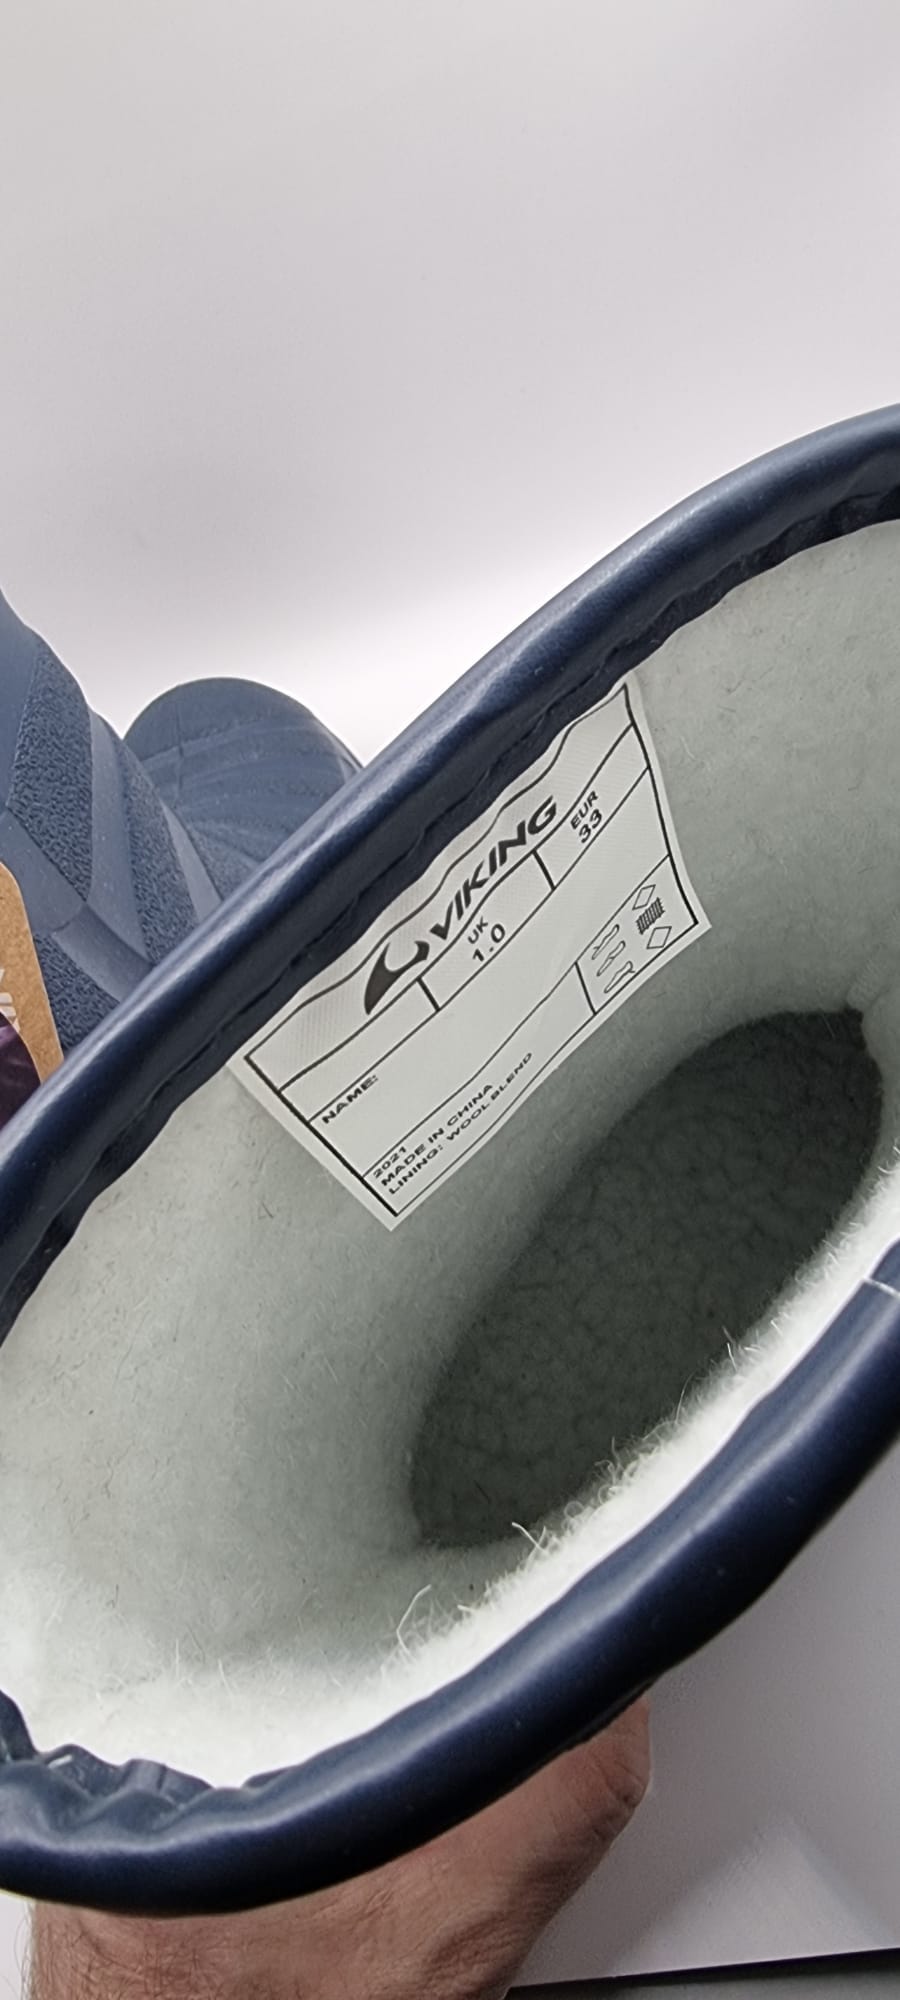 VIKING
UK
1.0
EUR
33
NAME:
2021
MADE IN CHINA
LINING: WOOL BLEND